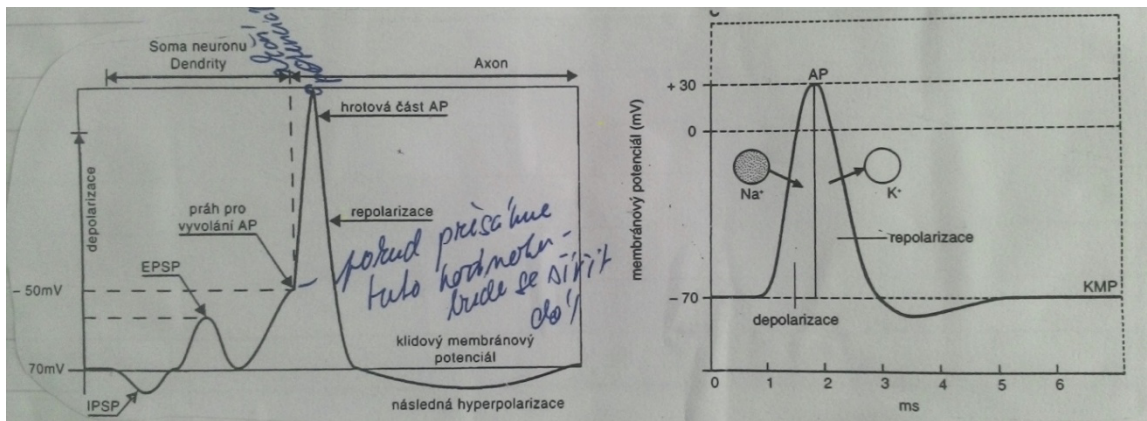 Soma neuronu
Dendrity
Axon
hrotová část AP
depolarizace
práh pro
vyvolání AP
repolarizace
EPSP
- 50mV
klidový membránový
potenciál
70mV
IPSP
následná hyperpolarizace
pokud přesáhne
tuto hodnotu -
bude se šířit
dál
membránový potenciál (mV)
AP
+ 30
0
Na⁺
K⁺
repolarizace
- 70
KMP
depolarizace
0 1 2 3 4 5 6
ms